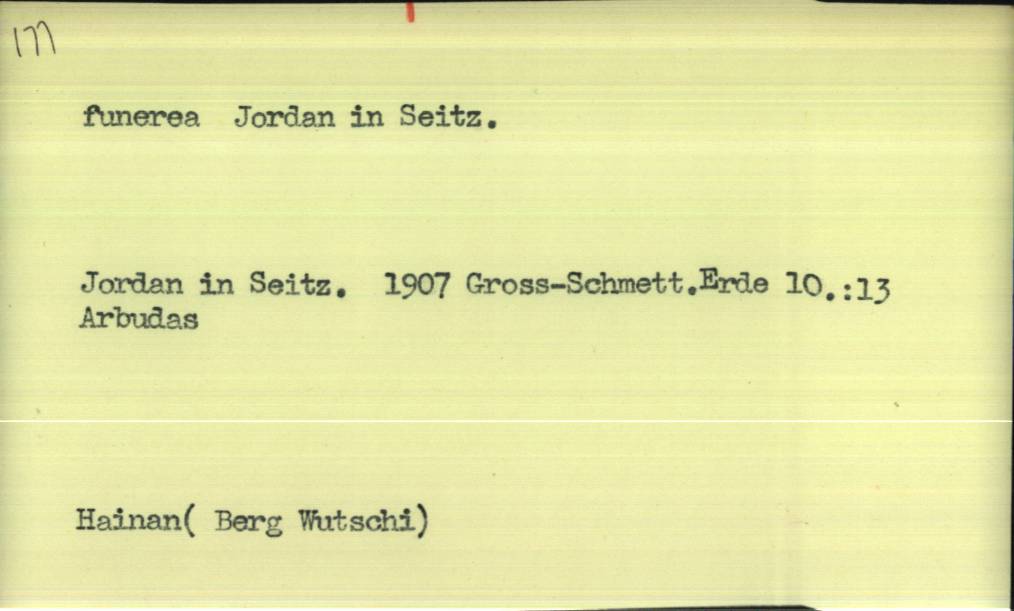 177
funerea Jordan in Seitz.
Jordan in Seitz. 1907 Gross-Schmett.Erde 10.:13
Arbudas
Hainan( Berg Wutschi)